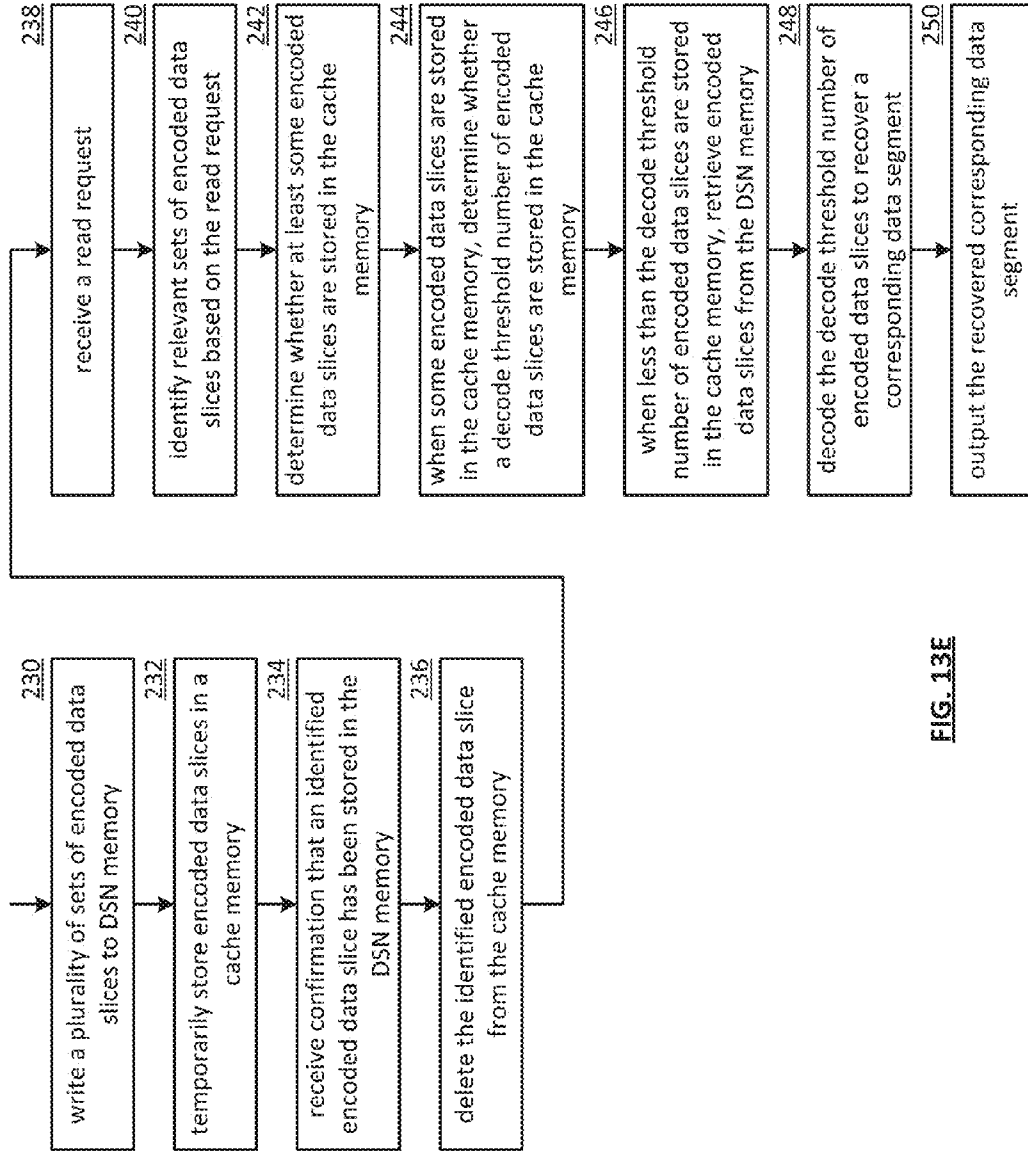 230
write a plurality of sets of encoded data
slices to DSN memory
232
temporarily store encoded data slices in a
cache memory
234
receive confirmation that an identified
encoded data slice has been stored in the
DSN memory
236
delete the identified encoded data slice
from the cache memory
238
receive a read request
240
identify relevant sets of encoded data
slices based on the read request
242
determine whether at least some encoded
data slices are stored in the cache
memory
244
when some encoded data slices are stored
in the cache memory, determine whether
a decode threshold number of encoded
data slices are stored in the cache
memory
246
when less than the decode threshold
number of encoded data slices are stored
in the cache memory, retrieve encoded
data slices from the DSN memory
248
decode the decode threshold number of
encoded data slices to recover a
corresponding data segment
250
output the recovered corresponding data
segment
FIG. 13E